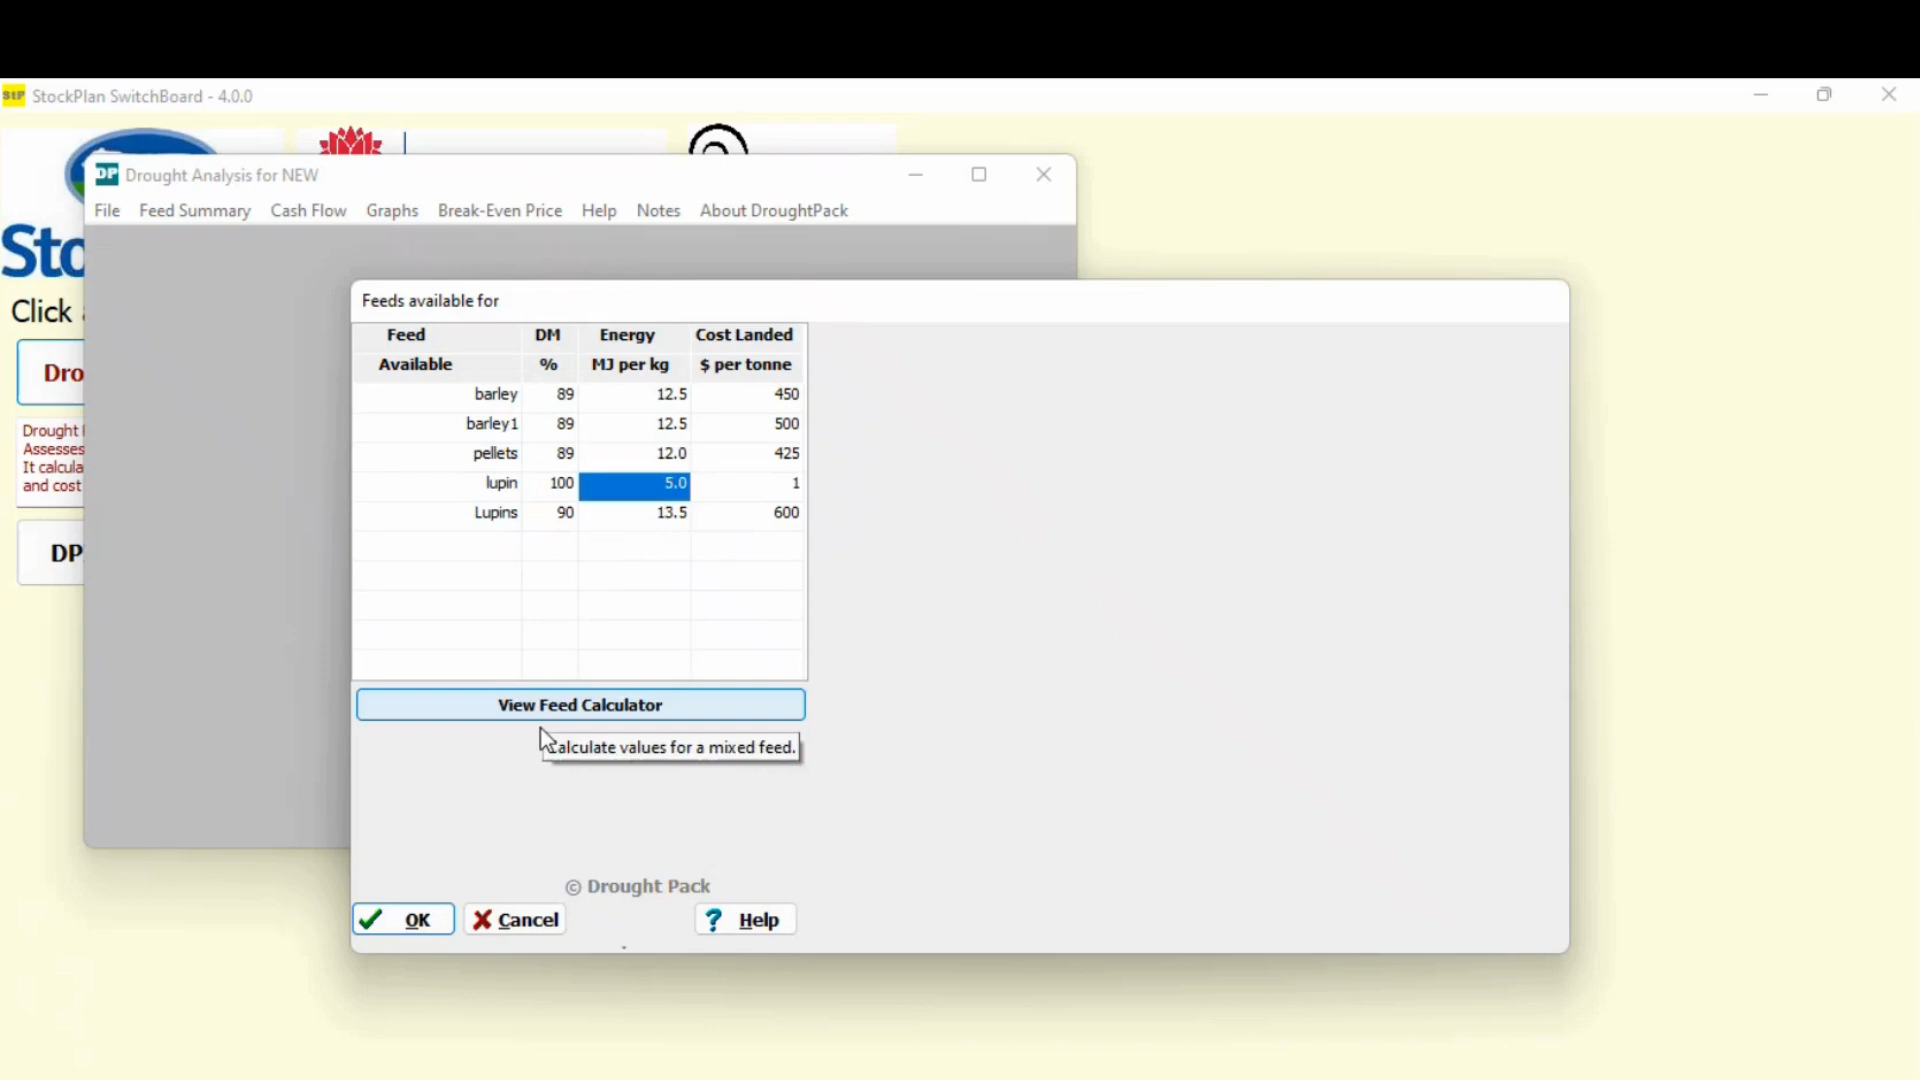 StP StockPlan SwitchBoard - 4.0.0
DP Drought Analysis for NEW
File Feed Summary Cash Flow Graphs Break-Even Price Help Notes About DroughtPack
Sto
Click
Feeds available for
Feed DM Energy Cost Landed
Available % MJ per kg $ per tonne
barley 89 12.5 450
barley1 89 12.5 500
pellets 89 12.0 425
lupin 100 5.0 1
Lupins 90 13.5 600
Dro
Drought
Assesses
It calcula
and cost
DP
View Feed Calculator
Calculate values for a mixed feed.
© Drought Pack
OK Cancel ? Help